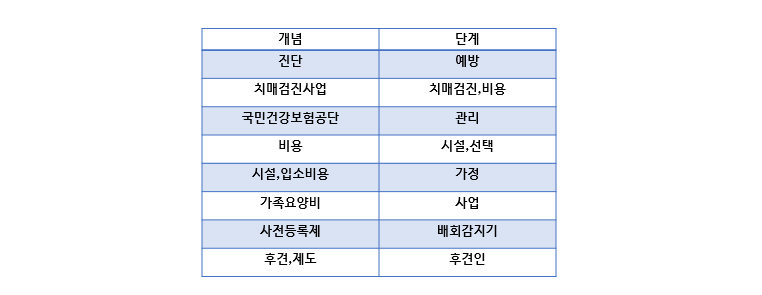 개념 단계
진단 예방
치매검진사업 치매검진,비용
국민건강보험공단 관리
비용 시설,선택
시설,입소비용 가정
가족요양비 사업
사전등록제 배회감지기
후견,제도 후견인